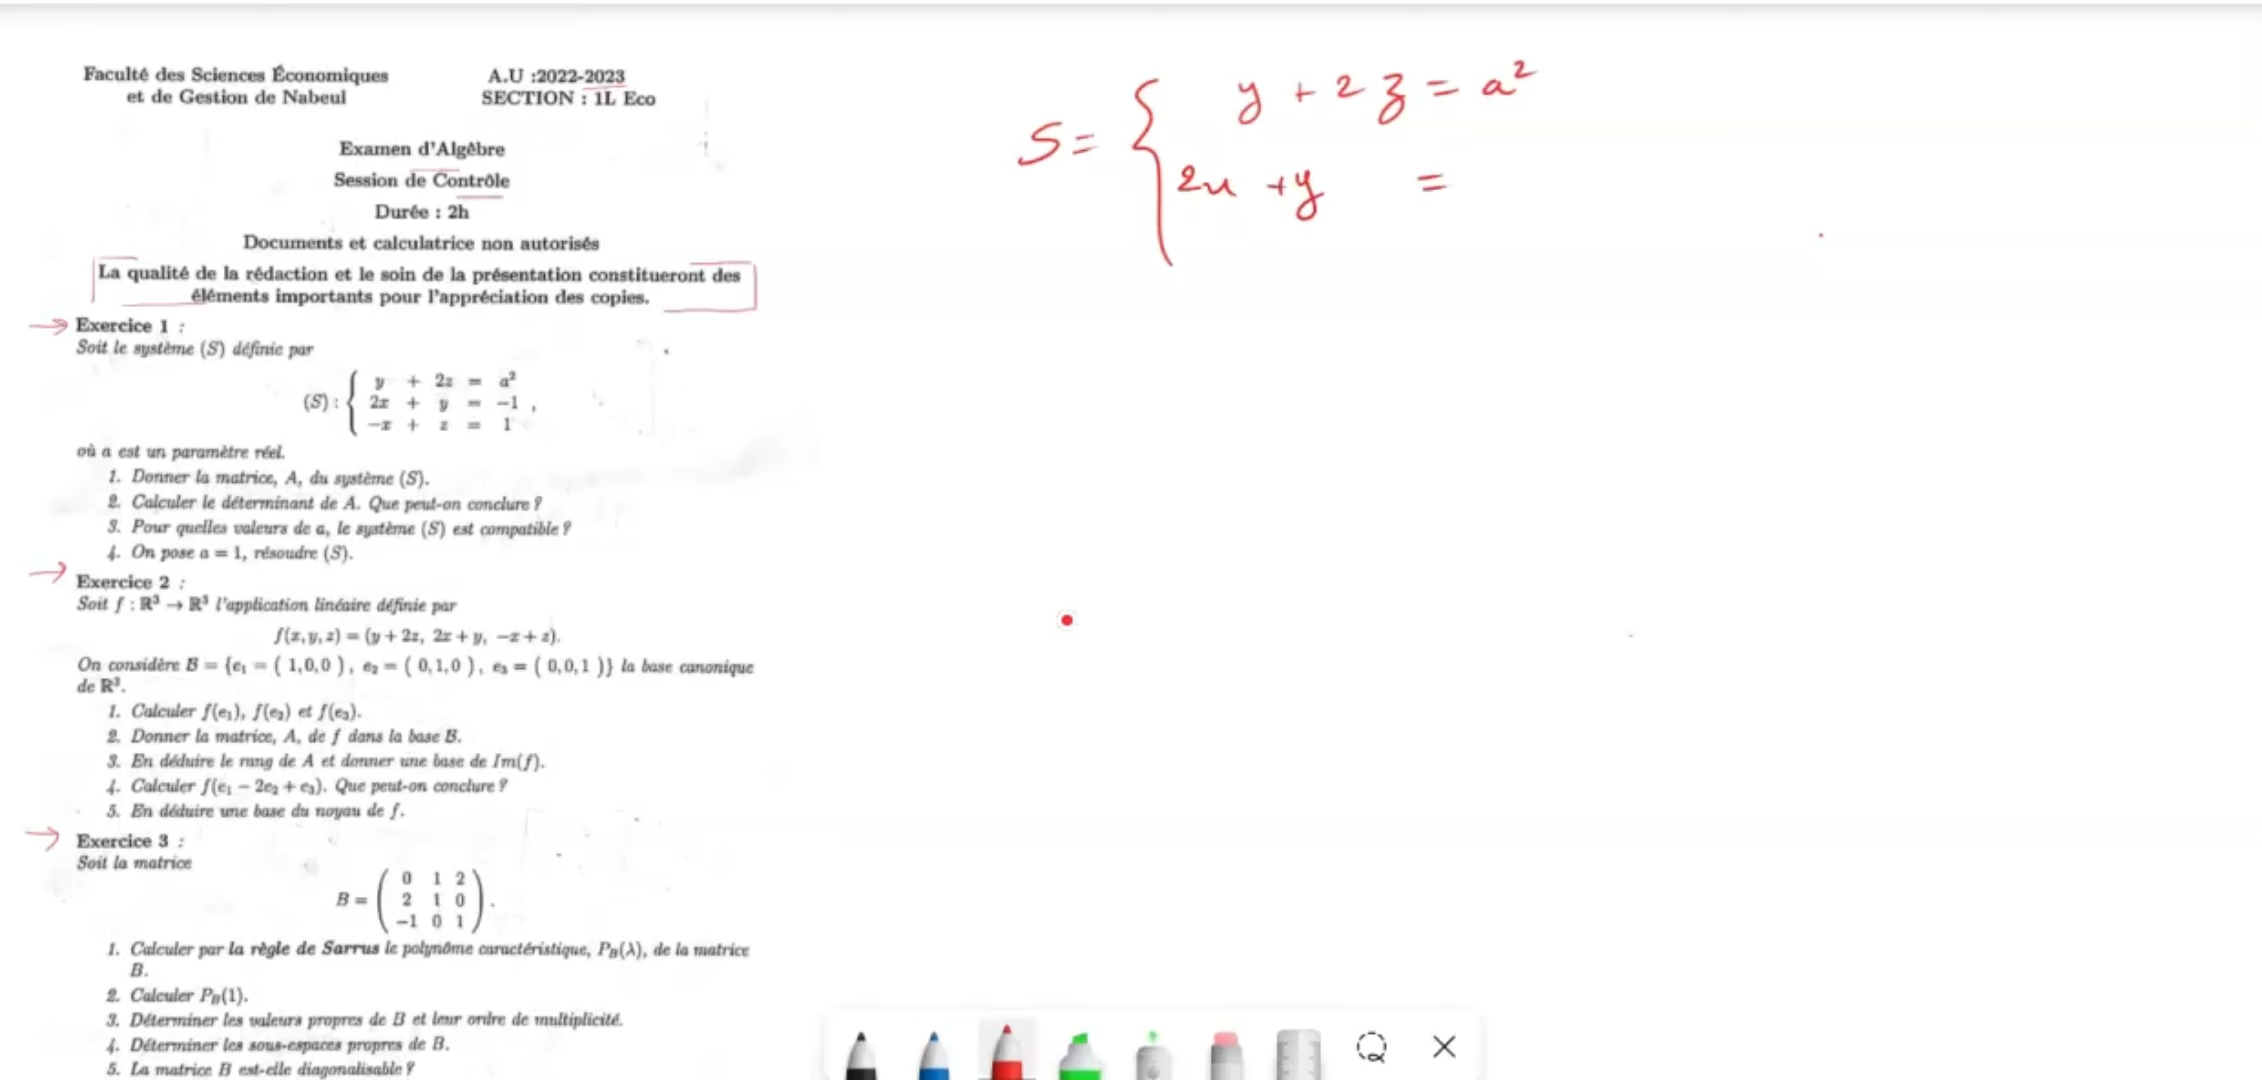 Faculté des Sciences Économiques
et de Gestion de Nabeul
A.U :2022-2023
SECTION : 1L Eco
Examen d'Algèbre
Session de Contrôle
Durée : 2h
Documents et calculatrice non autorisés
La qualité de la rédaction et le soin de la présentation constitueront des
éléments importants pour l'appréciation des copies.
Exercice 1 :
Soit le système (S) définie par
(S) : { y + 2z = a²
2x + y = -1 ,
-x + z = 1
où a est un paramètre réel.
1. Donner la matrice, A, du système (S).
2. Calculer le déterminant de A. Que peut-on conclure ?
3. Pour quelles valeurs de a, le système (S) est compatible ?
4. On pose a = 1, résoudre (S).
Exercice 2 :
Soit f : ℝ³ → ℝ³ l'application linéaire définie par
f(x, y, z) = (y + 2z, 2x + y, -x + z).
On considère B = {e₁ = ( 1,0,0 ), e₂ = ( 0,1,0 ), e₃ = ( 0,0,1 )} la base canonique
de ℝ³.
1. Calculer f(e₁), f(e₂) et f(e₃).
2. Donner la matrice, A, de f dans la base B.
3. En déduire le rang de A et donner une base de Im(f).
4. Calculer f(e₁ - 2e₂ + e₃). Que peut-on conclure ?
5. En déduire une base du noyau de f.
Exercice 3 :
Soit la matrice
B = ( 0 1 2
2 1 0
-1 0 1 ) .
1. Calculer par la règle de Sarrus le polynôme caractéristique, P_B(λ), de la matrice
B.
2. Calculer P_B(1).
3. Déterminer les valeurs propres de B et leur ordre de multiplicité.
4. Déterminer les sous-espaces propres de B.
5. La matrice B est-elle diagonalisable ?
S = { y + 2z = a²
2x + y =